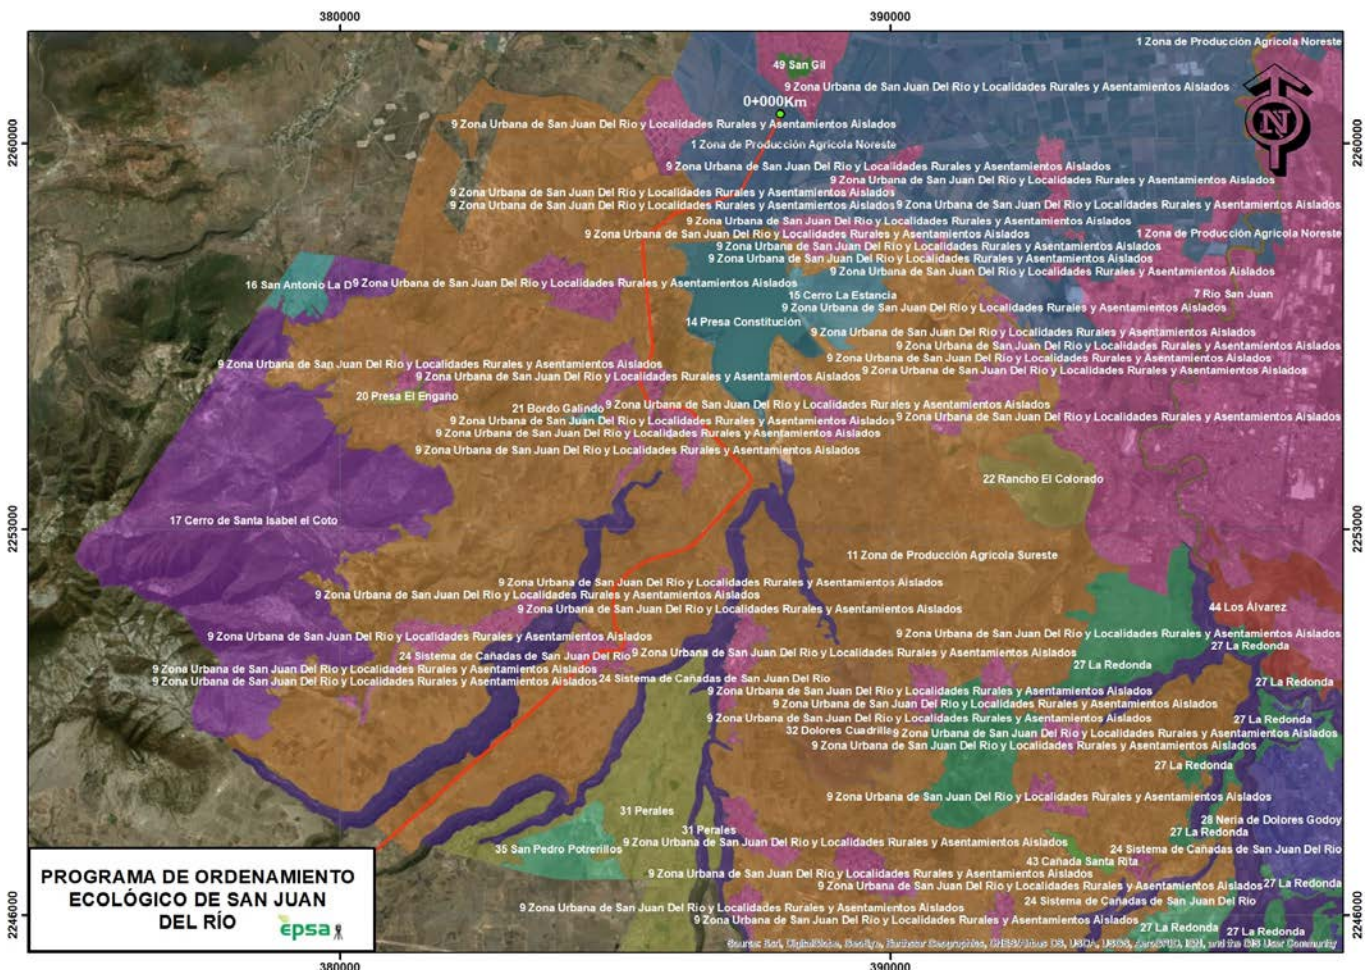 380000
390000
1 Zona de Producción Agrícola Noreste
49 San Gil
9 Zona Urbana de San Juan Del Río y Localidades Rurales y Asentamientos Aislados
0+000Km
N
9 Zona Urbana de San Juan Del Río y Localidades Rurales y Asentamientos Aislados
2260000
2260000
1 Zona de Producción Agrícola Noreste
9 Zona Urbana de San Juan Del Río y Localidades Rurales y Asentamientos Aislados
9 Zona Urbana de San Juan Del Río y Localidades Rurales y Asentamientos Aislados
9 Zona Urbana de San Juan Del Río y Localidades Rurales y Asentamientos Aislados
9 Zona Urbana de San Juan Del Río y Localidades Rurales y Asentamientos Aislados
9 Zona Urbana de San Juan Del Río y Localidades Rurales y Asentamientos Aislados
9 Zona Urbana de San Juan Del Río y Localidades Rurales y Asentamientos Aislados
9 Zona Urbana de San Juan Del Río y Localidades Rurales y Asentamientos Aislados
1 Zona de Producción Agrícola Noreste
9 Zona Urbana de San Juan Del Río y Localidades Rurales y Asentamientos Aislados
9 Zona Urbana de San Juan Del Río y Localidades Rurales y Asentamientos Aislados
9 Zona Urbana de San Juan Del Río y Localidades Rurales y Asentamientos Aislados
16 San Antonio La D
9 Zona Urbana de San Juan Del Río y Localidades Rurales y Asentamientos Aislados
15 Cerro La Estancia
7 Río San Juan
9 Zona Urbana de San Juan Del Río y Localidades Rurales y Asentamientos Aislados
14 Presa Constitución
9 Zona Urbana de San Juan Del Río y Localidades Rurales y Asentamientos Aislados
9 Zona Urbana de San Juan Del Río y Localidades Rurales y Asentamientos Aislados
9 Zona Urbana de San Juan Del Río y Localidades Rurales y Asentamientos Aislados
9 Zona Urbana de San Juan Del Río y Localidades Rurales y Asentamientos Aislados
9 Zona Urbana de San Juan Del Río y Localidades Rurales y Asentamientos Aislados
9 Zona Urbana de San Juan Del Río y Localidades Rurales y Asentamientos Aislados
20 Presa El Engano
21 Bordo Galindo
9 Zona Urbana de San Juan Del Río y Localidades Rurales y Asentamientos Aislados
9 Zona Urbana de San Juan Del Río y Localidades Rurales y Asentamientos Aislados
9 Zona Urbana de San Juan Del Río y Localidades Rurales y Asentamientos Aislados
9 Zona Urbana de San Juan Del Río y Localidades Rurales y Asentamientos Aislados
9 Zona Urbana de San Juan Del Río y Localidades Rurales y Asentamientos Aislados
22 Rancho El Colorado
17 Cerro de Santa Isabel el Coto
2253000
2253000
11 Zona de Producción Agrícola Sureste
9 Zona Urbana de San Juan Del Río y Localidades Rurales y Asentamientos Aislados
9 Zona Urbana de San Juan Del Río y Localidades Rurales y Asentamientos Aislados
9 Zona Urbana de San Juan Del Río y Localidades Rurales y Asentamientos Aislados
44 Los Álvarez
9 Zona Urbana de San Juan Del Río y Localidades Rurales y Asentamientos Aislados
9 Zona Urbana de San Juan Del Río y Localidades Rurales y Asentamientos Aislados
27 La Redonda
24 Sistema de Cañadas de San Juan Del Río
9 Zona Urbana de San Juan Del Río y Localidades Rurales y Asentamientos Aislados
27 La Redonda
9 Zona Urbana de San Juan Del Río y Localidades Rurales y Asentamientos Aislados
9 Zona Urbana de San Juan Del Río y Localidades Rurales y Asentamientos Aislados
24 Sistema de Cañadas de San Juan Del Río
27 La Redonda
9 Zona Urbana de San Juan Del Río y Localidades Rurales y Asentamientos Aislados
9 Zona Urbana de San Juan Del Río y Localidades Rurales y Asentamientos Aislados
9 Zona Urbana de San Juan Del Río y Localidades Rurales y Asentamientos Aislados
27 La Redonda
32 Dolores Cuadrilla
9 Zona Urbana de San Juan Del Río y Localidades Rurales y Asentamientos Aislados
9 Zona Urbana de San Juan Del Río y Localidades Rurales y Asentamientos Aislados
27 La Redonda
9 Zona Urbana de San Juan Del Río y Localidades Rurales y Asentamientos Aislados
31 Perales
28 Neria de Dolores Godoy
31 Perales
27 La Redonda
9 Zona Urbana de San Juan Del Río y Localidades Rurales y Asentamientos Aislados
35 San Pedro Potrerillos
24 Sistema de Cañadas de San Juan Del Río
43 Cañada Santa Rita
9 Zona Urbana de San Juan Del Río y Localidades Rurales y Asentamientos Aislados
9 Zona Urbana de San Juan Del Río y Localidades Rurales y Asentamientos Aislados
27 La Redonda
24 Sistema de Cañadas de San Juan Del Río
9 Zona Urbana de San Juan Del Río y Localidades Rurales y Asentamientos Aislados
9 Zona Urbana de San Juan Del Río y Localidades Rurales y Asentamientos Aislados
27 La Redonda
27 La Redonda
2246000
2246000
PROGRAMA DE ORDENAMIENTO
ECOLÓGICO DE SAN JUAN
DEL RÍO
epsa
Source: Esri, DigitalGlobe, GeoEye, Earthstar Geographics, CNES/Airbus DS, USDA, USGS, AeroGRID, IGN, and the GIS User Community
380000
390000